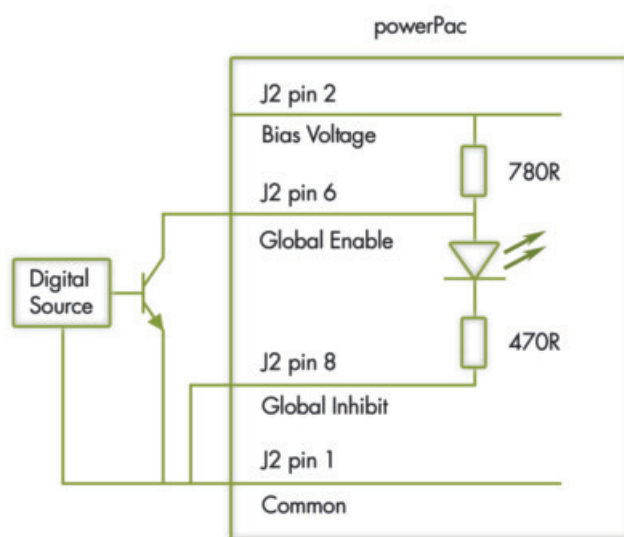 powerPac
J2 pin 2
Bias Voltage
780R
J2 pin 6
Global Enable
Digital
Source
470R
J2 pin 8
Global Inhibit
J2 pin 1
Common